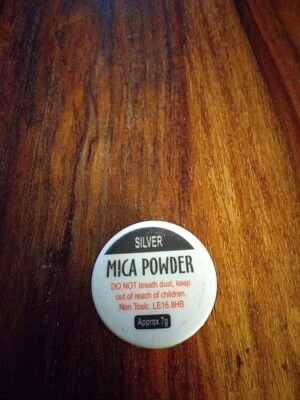 SILVER
MICA POWDER
DO NOT breath dust, keep
out of reach of children.
Non Toxic. LE16 8HB
Approx 7g